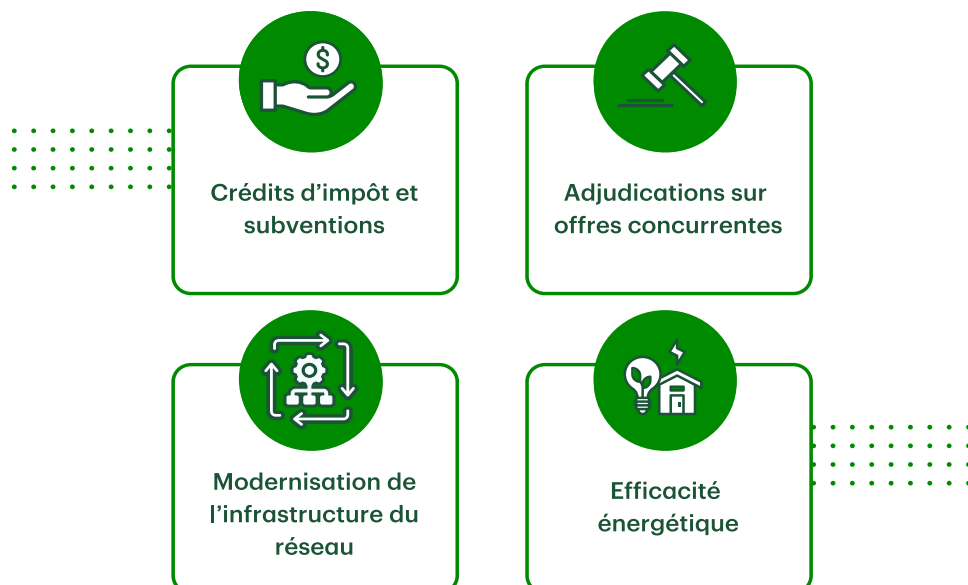 $
Crédits d’impôt et
subventions
Adjudications sur
offres concurrentes
Modernisation de
l’infrastructure du
réseau
Efficacité
énergétique